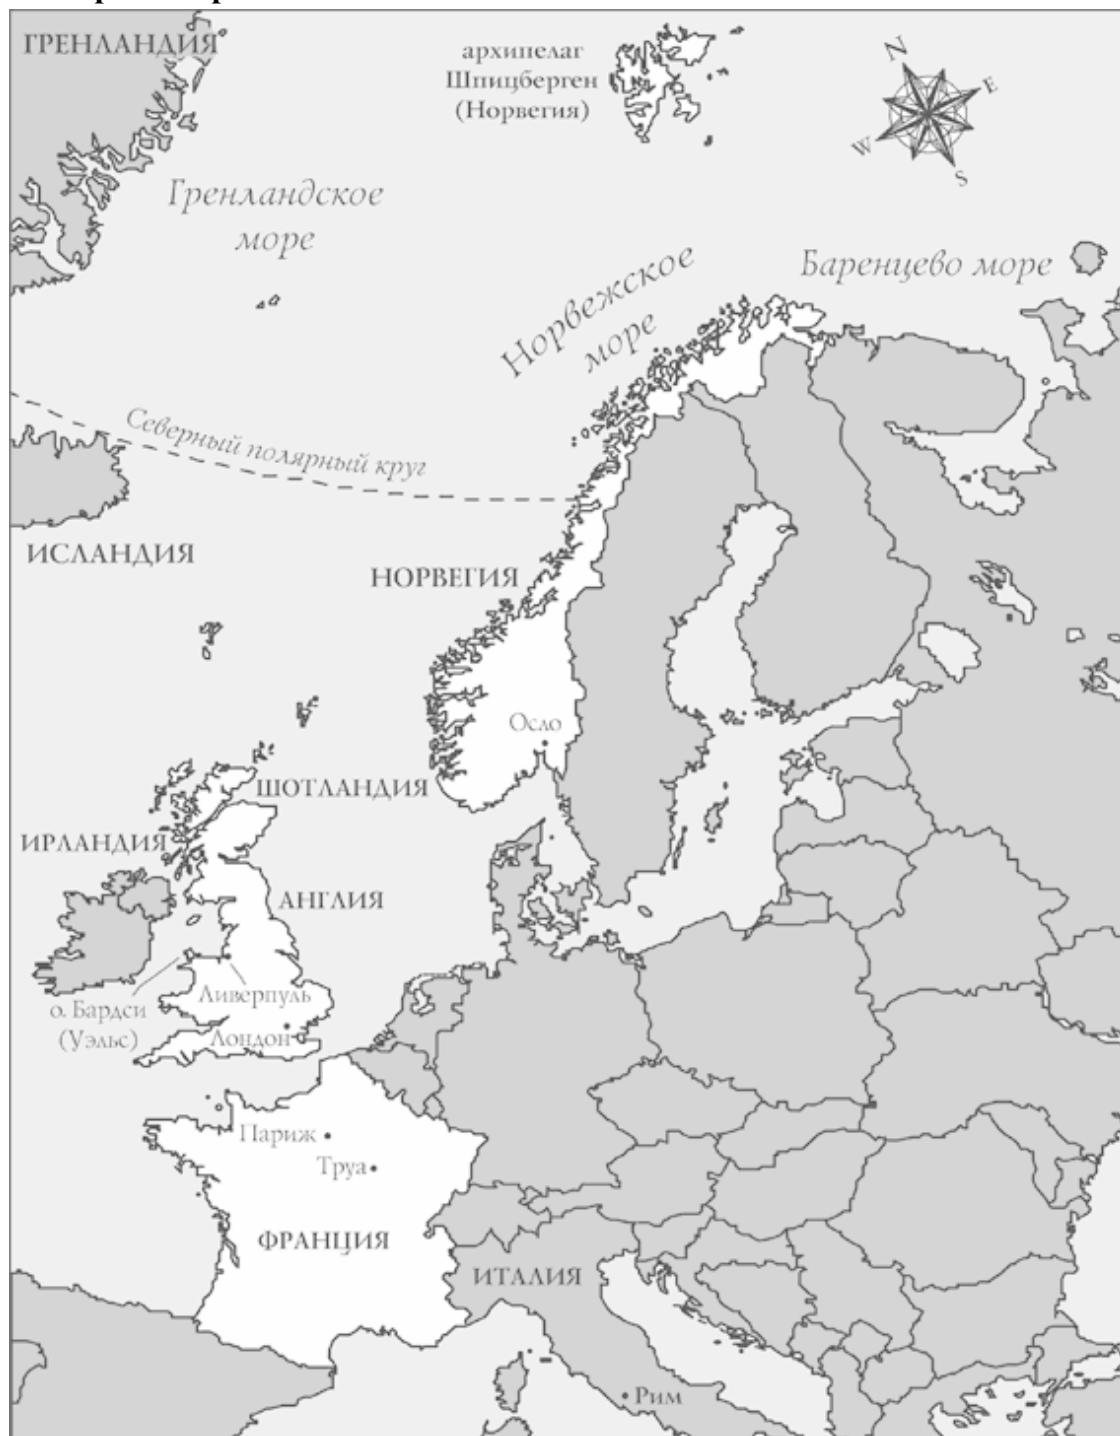 ГРЕНЛАНДИЯ
архипелаг
Шпицберген
(Норвегия)
N
E
W
S
Гренландское
море
Норвежское
море
Баренцево море
Северный полярный круг
ИСЛАНДИЯ
НОРВЕГИЯ
Осло
ШОТЛАНДИЯ
ИРЛАНДИЯ
АНГЛИЯ
о. Бардси
(Уэльс)
Ливерпуль
Лондон
Париж
Труа
ФРАНЦИЯ
ИТАЛИЯ
Рим